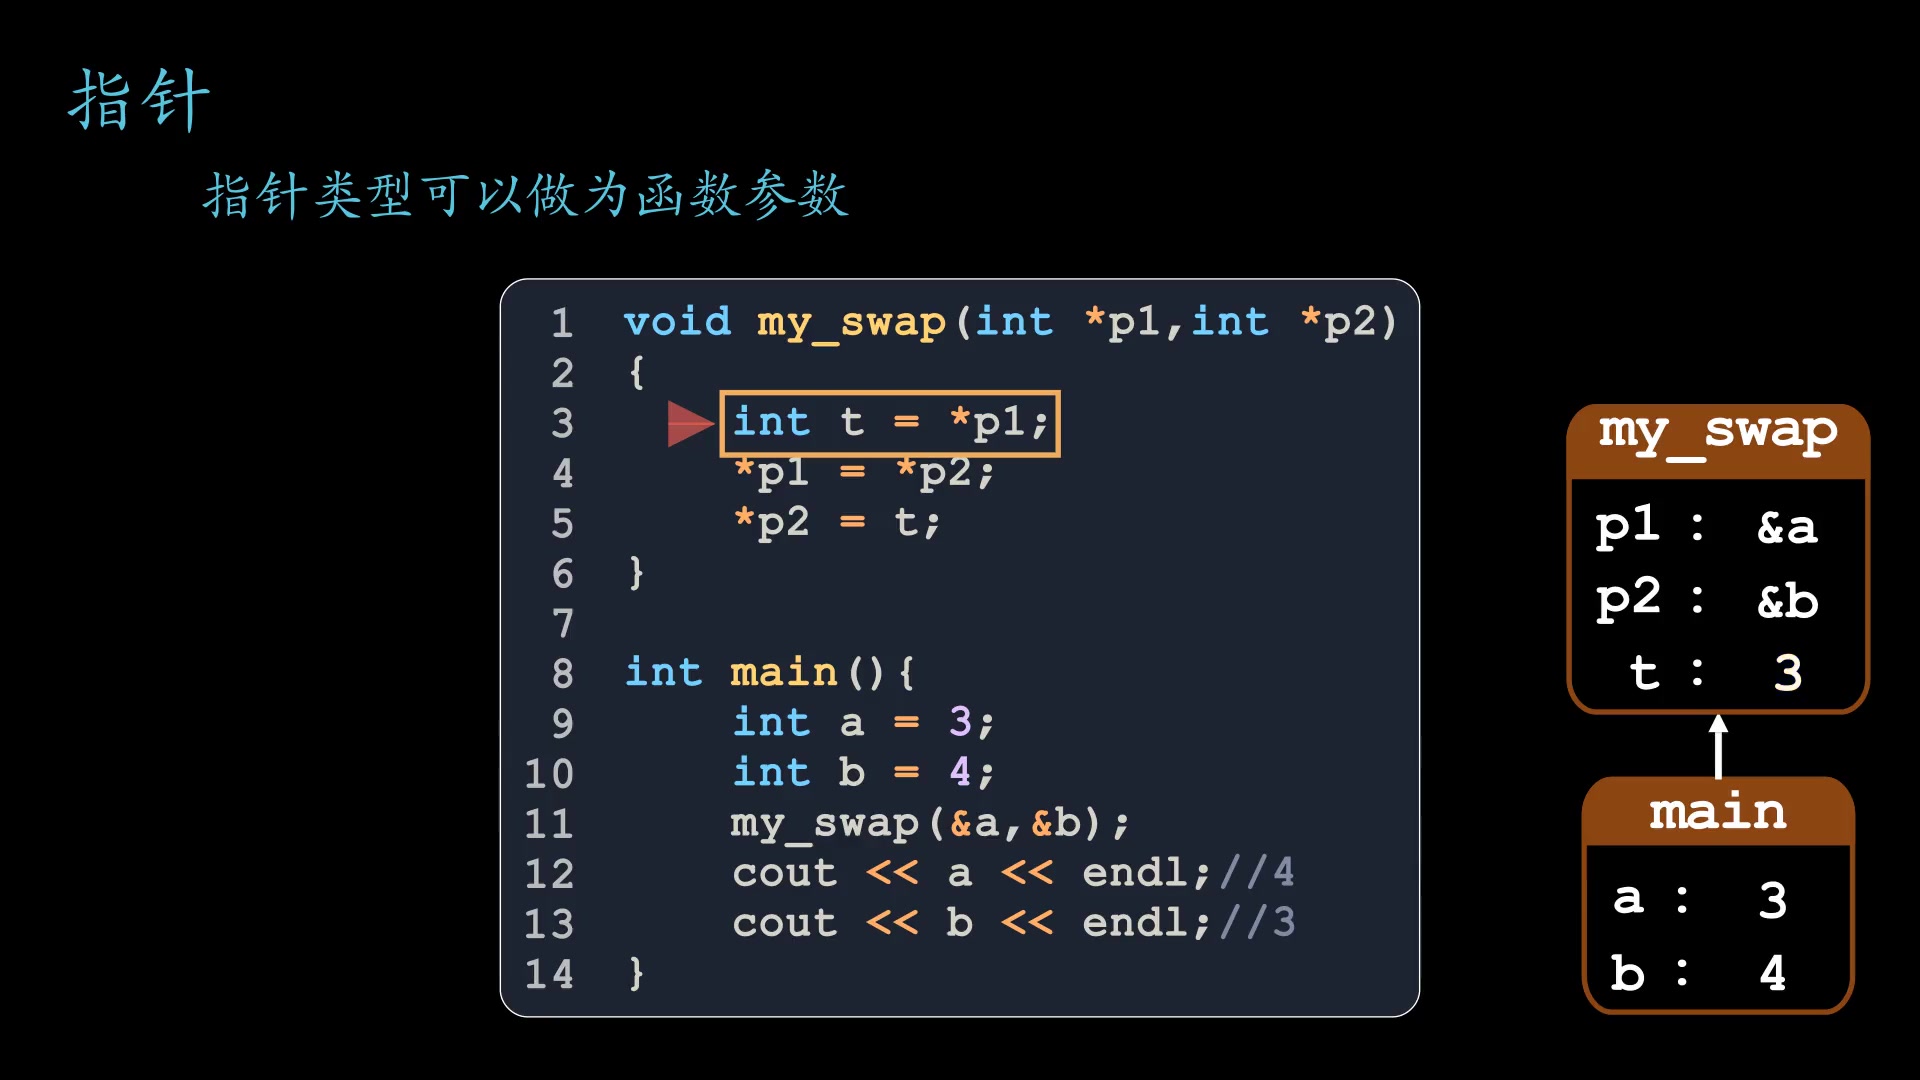 指针
指针类型可以做为函数参数
1 void my_swap(int *p1,int *p2)
2 {
3     int t = *p1;
4     *p1 = *p2;
5     *p2 = t;
6 }
7
8 int main(){
9     int a = 3;
10     int b = 4;
11     my_swap(&a,&b);
12     cout << a << endl;//4
13     cout << b << endl;//3
14 }
my_swap
p1 : &a
p2 : &b
t : 3
main
a : 3
b : 4